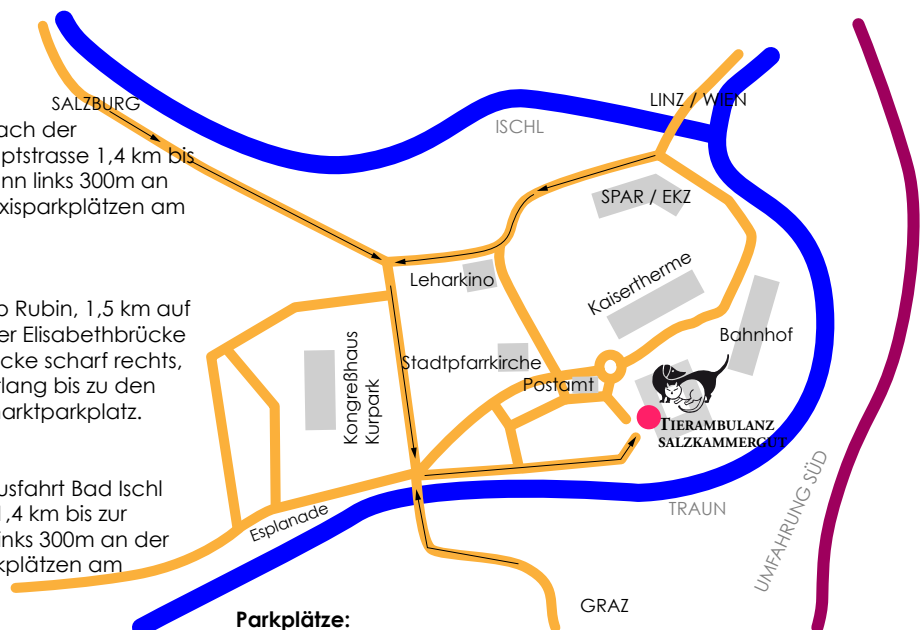 SALZBURG
ach der
ptstrasse 1,4 km bis
nn links 300m an
xisparkplätzen am
o Rubin, 1,5 km auf
er Elisabethbrücke
cke scharf rechts,
tlang bis zu den
arktparkplatz.
usfahrt Bad Ischl
1,4 km bis zur
inks 300m an der
kplätzen am
LINZ / WIEN
ISCHL
SPAR / EKZ
Leharkino
Kaisertherme
Bahnhof
Kongreßhaus
Kurpark
Stadtpfarrkirche
Postamt
TIERAMBULANZ
SALZKAMMERGUT
Esplanade
TRAUN
UMFAHRUNG SÜD
GRAZ
Parkplätze: